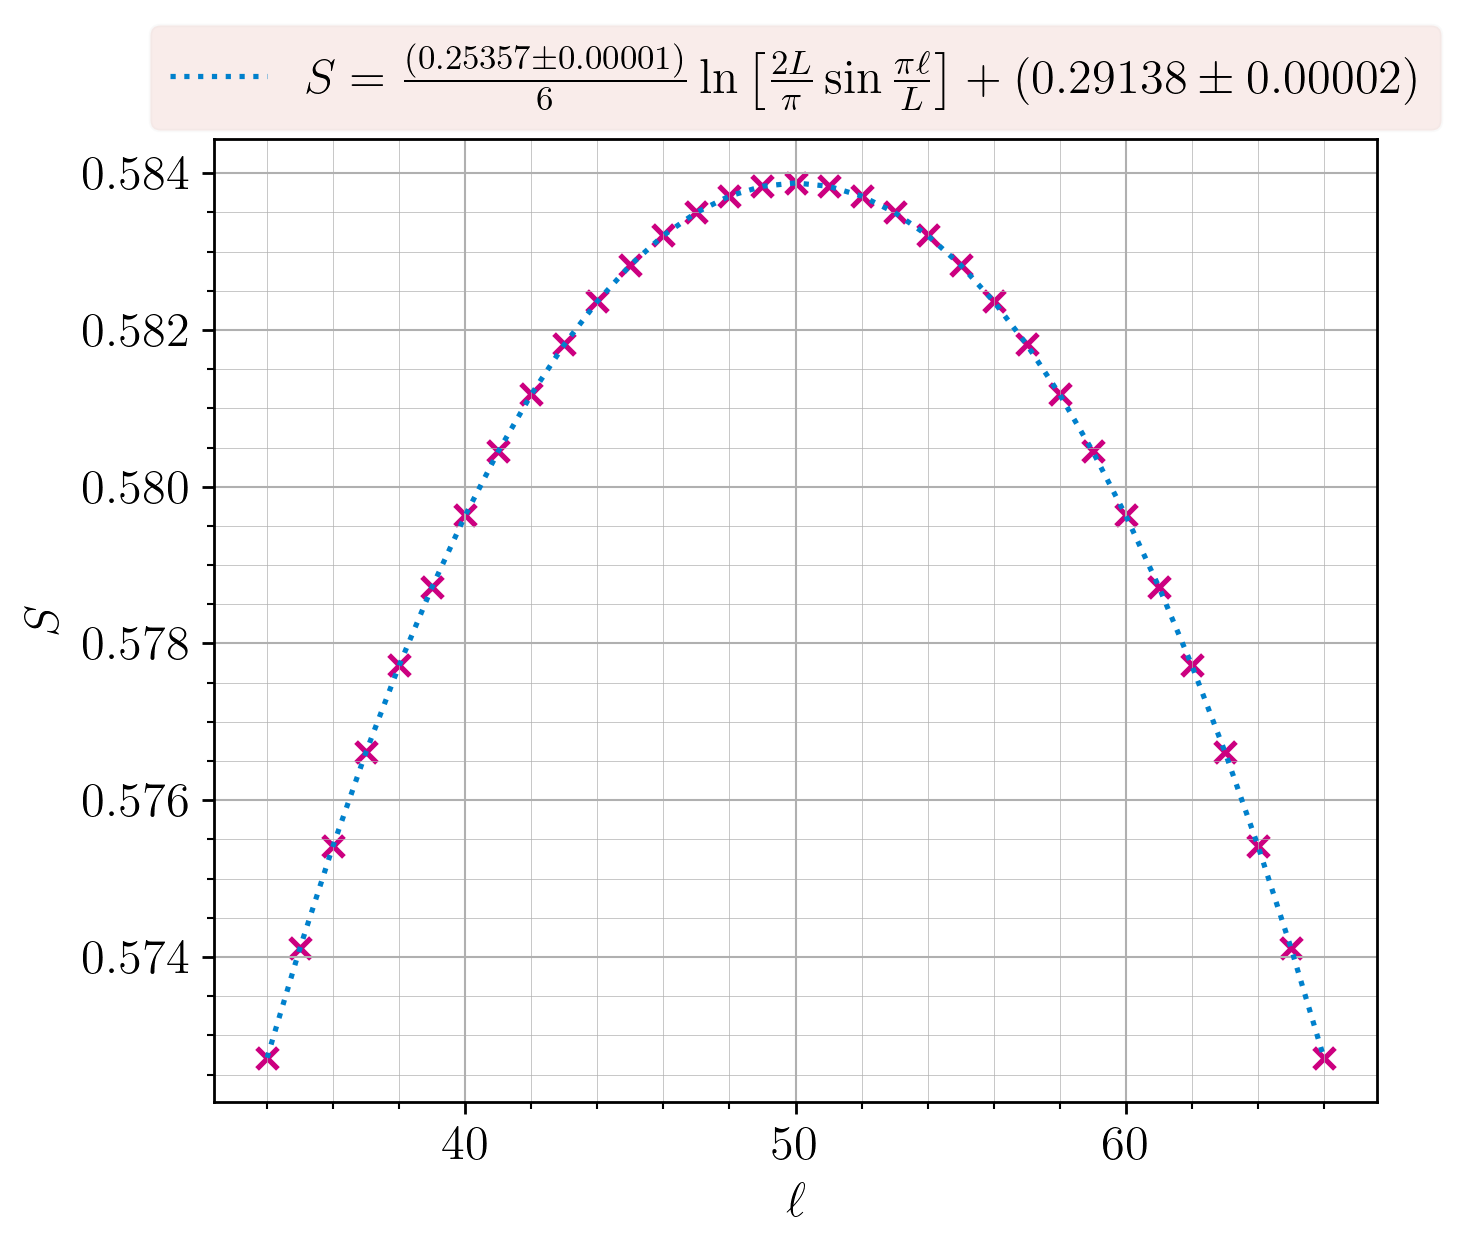 S = (0.25357±0.00001)/6 ln [2L/π sin πℓ/L] + (0.29138 ± 0.00002)
0.584
0.582
0.580
0.578
0.576
0.574
S
40 50 60
ℓ